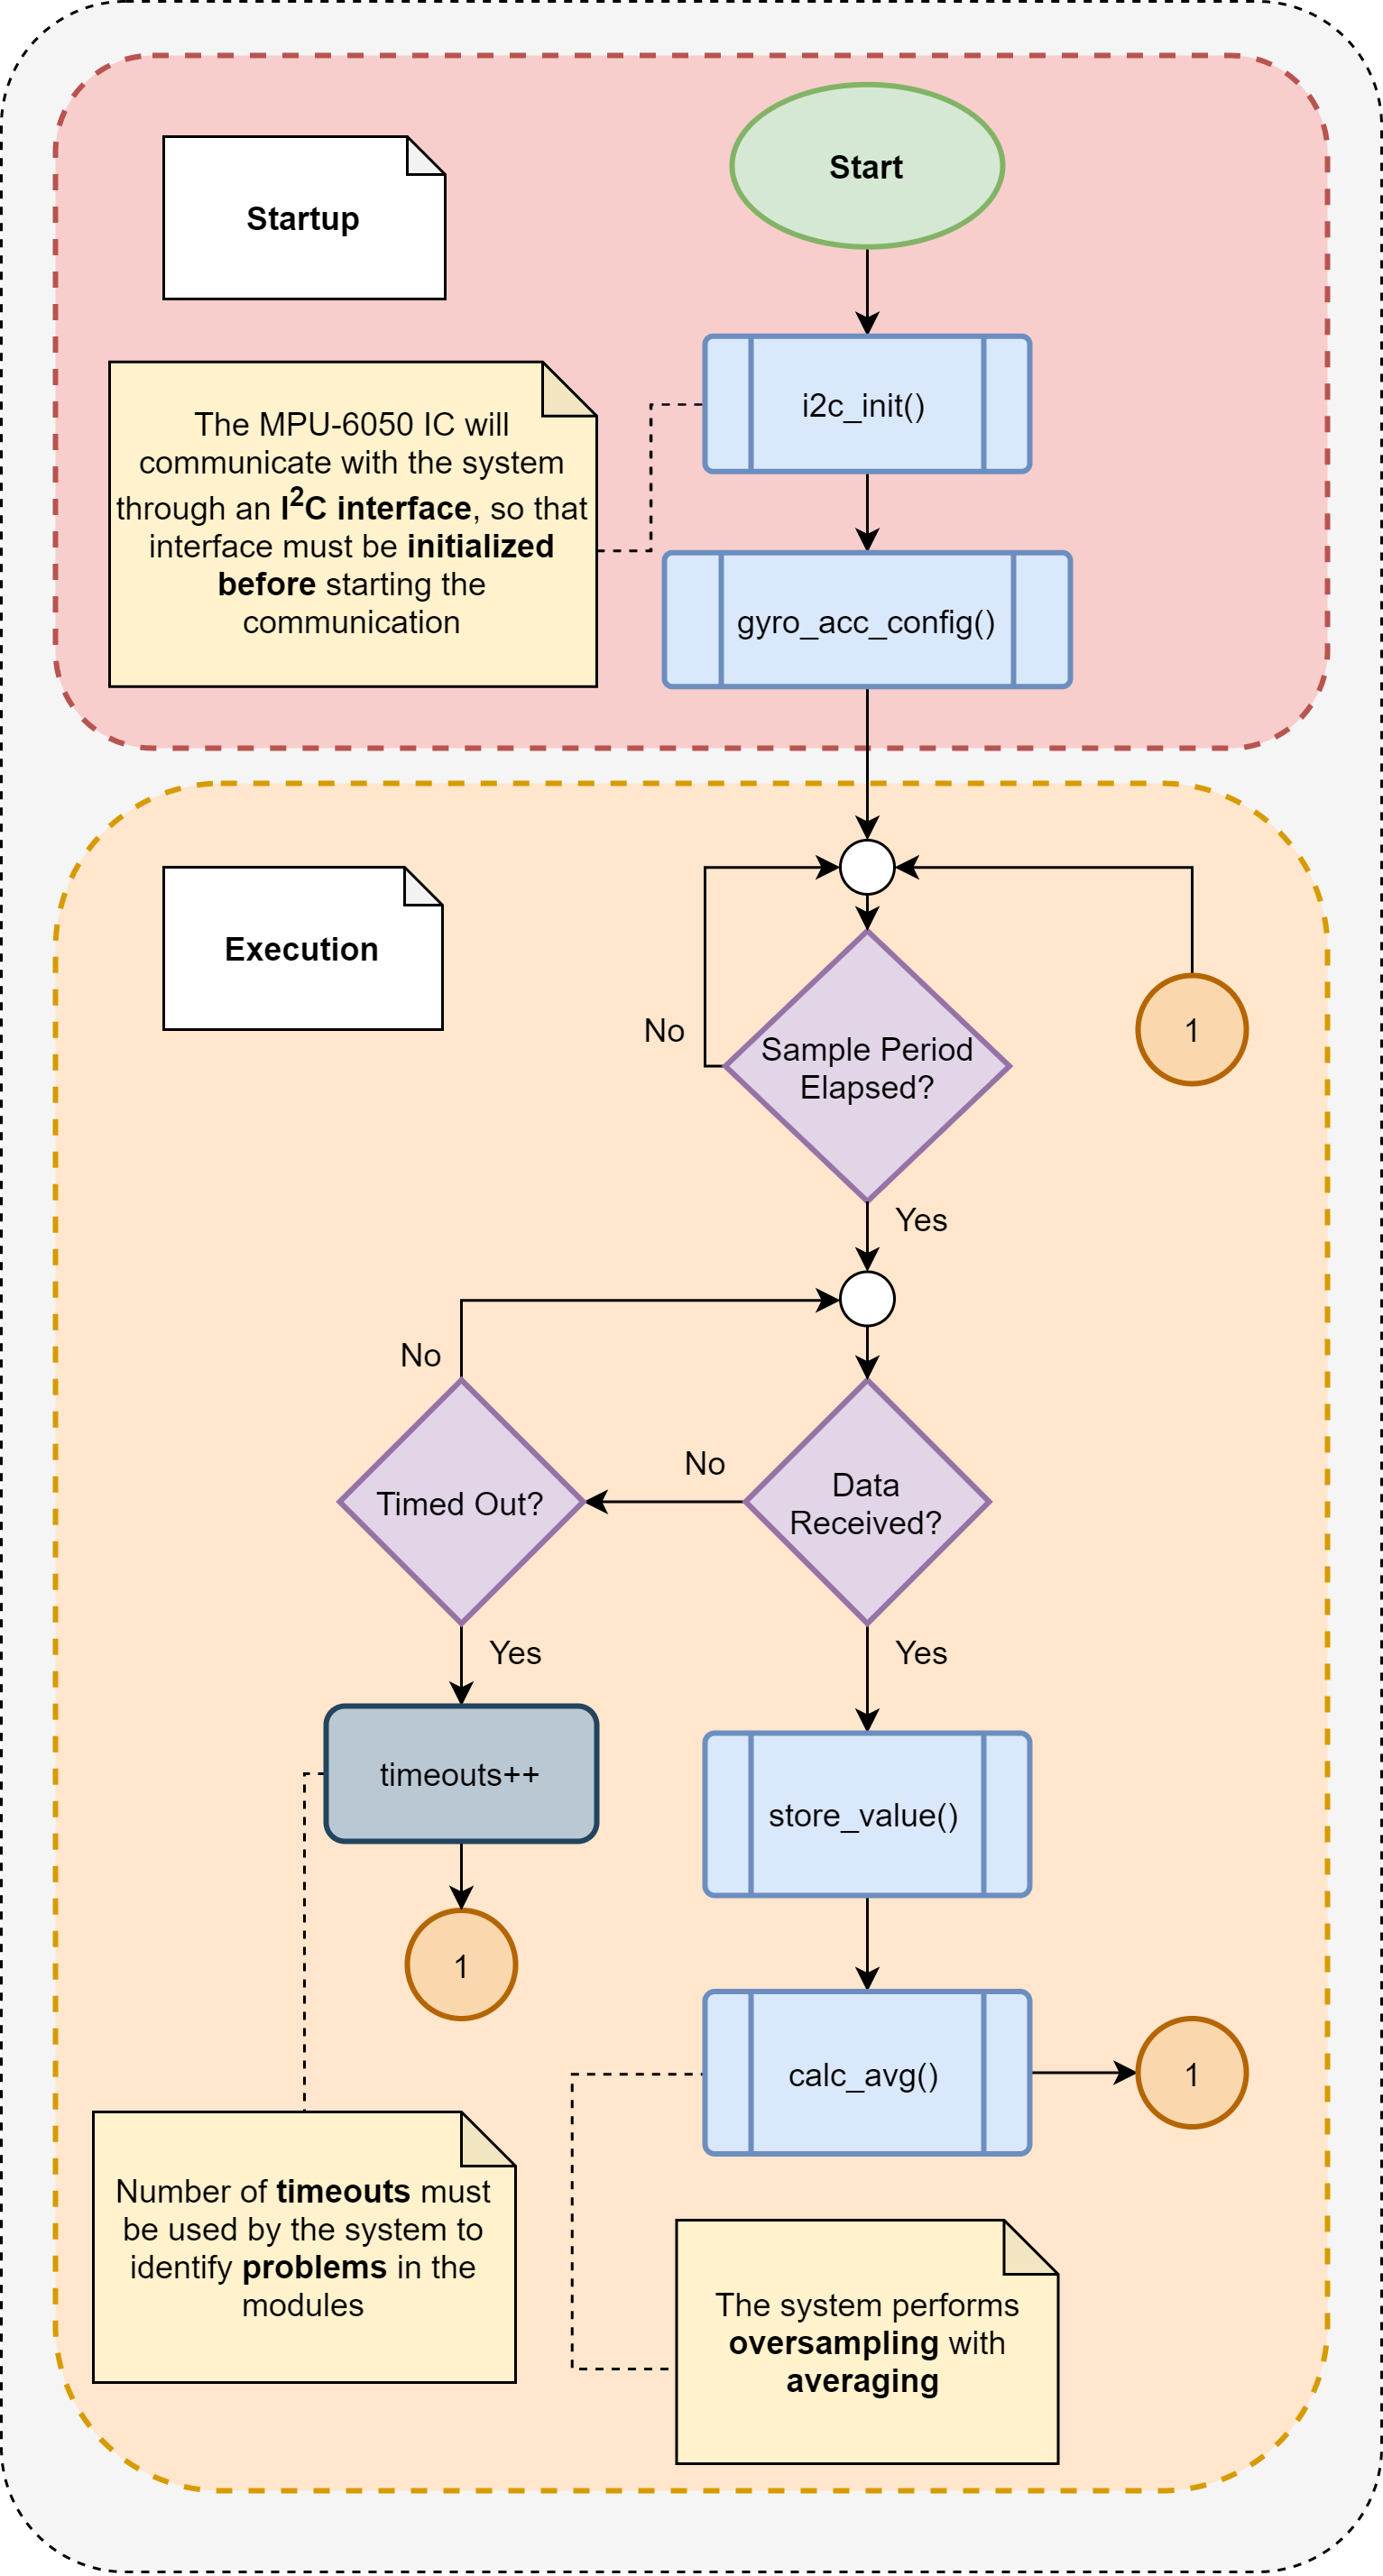 Start
Startup
i2c_init()
The MPU-6050 IC will
communicate with the system
through an I²C interface, so that
interface must be initialized
before starting the
communication
gyro_acc_config()
Execution
No
Sample Period
Elapsed?
1
Yes
No
Timed Out?
No
Data
Received?
Yes
Yes
timeouts++
store_value()
1
calc_avg()
1
Number of timeouts must
be used by the system to
identify problems in the
modules
The system performs
oversampling with
averaging